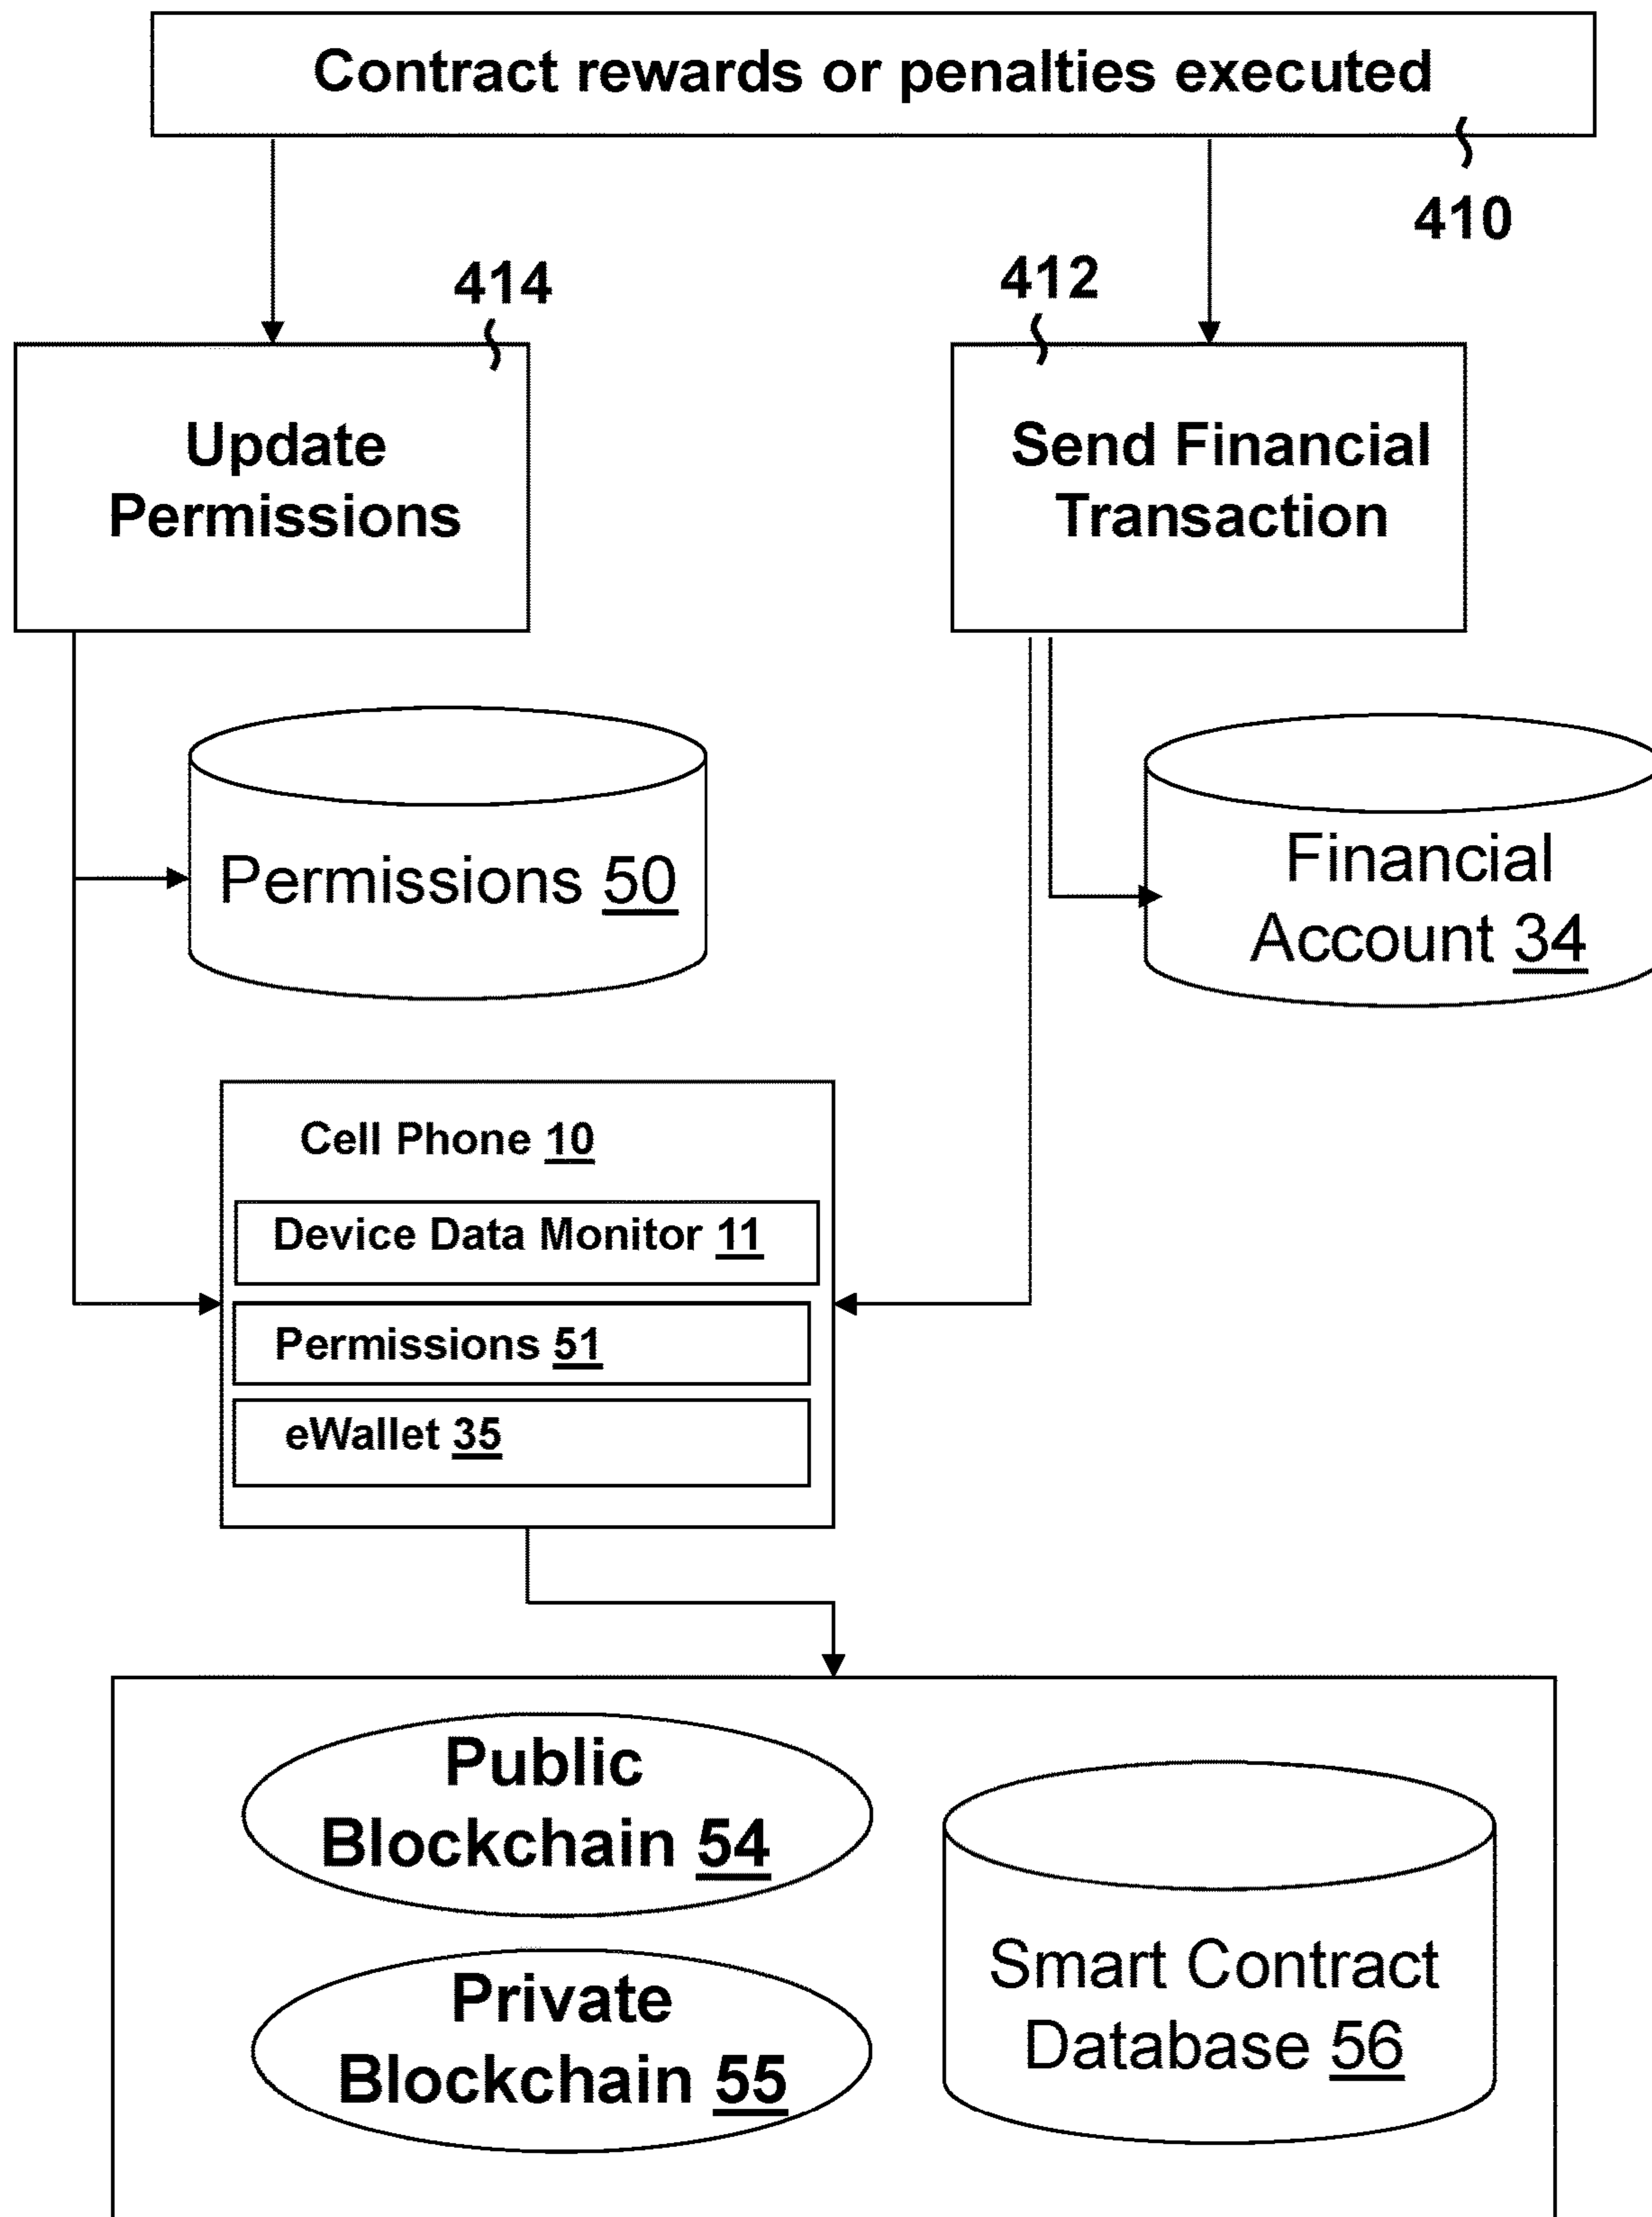 Contract rewards or penalties executed
410
414
412
Update
Permissions
Send Financial
Transaction
Permissions 50
Financial
Account 34
Cell Phone 10
Device Data Monitor 11
Permissions 51
eWallet 35
Public
Blockchain 54
Private
Blockchain 55
Smart Contract
Database 56